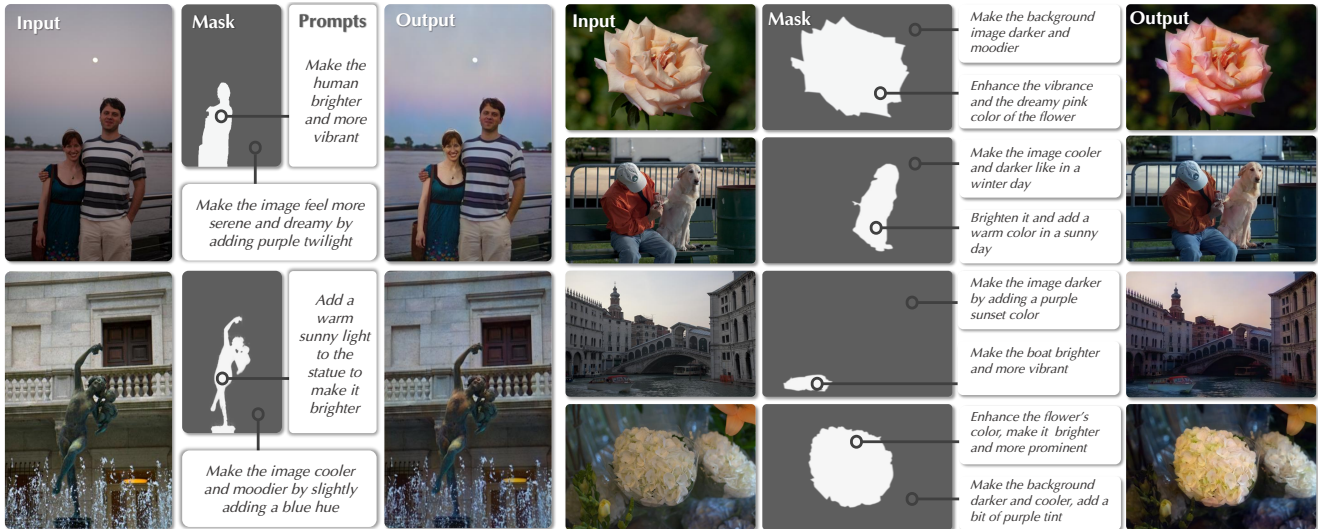 Input
Mask
Prompts
Output
Make the
human
brighter
and more
vibrant
Make the image feel more
serene and dreamy by
adding purple twilight
Add a
warm
sunny light
to the
statue to
make it
brighter
Make the image cooler
and moodier by slightly
adding a blue hue
Input
Mask
Output
Make the background
image darker and
moodier
Enhance the vibrance
and the dreamy pink
color of the flower
Make the image cooler
and darker like in a
winter day
Brighten it and add a
warm color in a sunny
day
Make the image darker
by adding a purple
sunset color
Make the boat brighter
and more vibrant
Enhance the flower's
color, make it brighter
and more prominent
Make the background
darker and cooler, add a
bit of purple tint